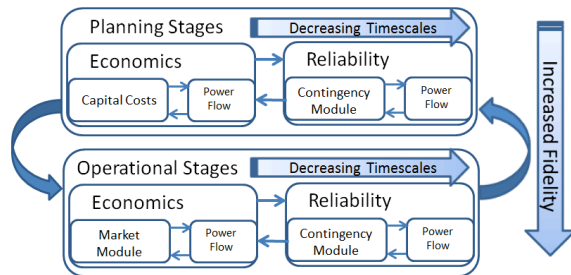 Planning Stages
Decreasing Timescales
Economics
Reliability
Capital Costs
Power
Flow
Contingency
Module
Power
Flow
Operational Stages
Decreasing Timescales
Economics
Reliability
Market
Module
Power
Flow
Contingency
Module
Power
Flow
Increased Fidelity